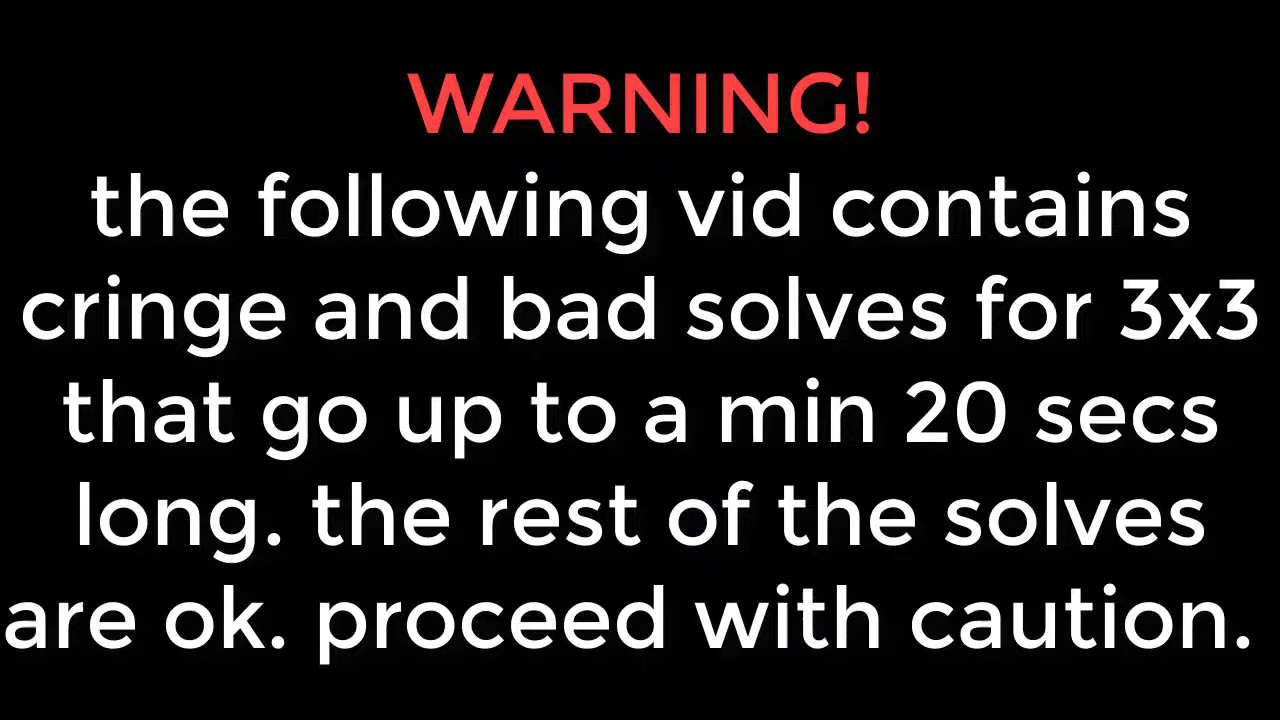 WARNING!
the following vid contains
cringe and bad solves for 3x3
that go up to a min 20 secs
long. the rest of the solves
are ok. proceed with caution.